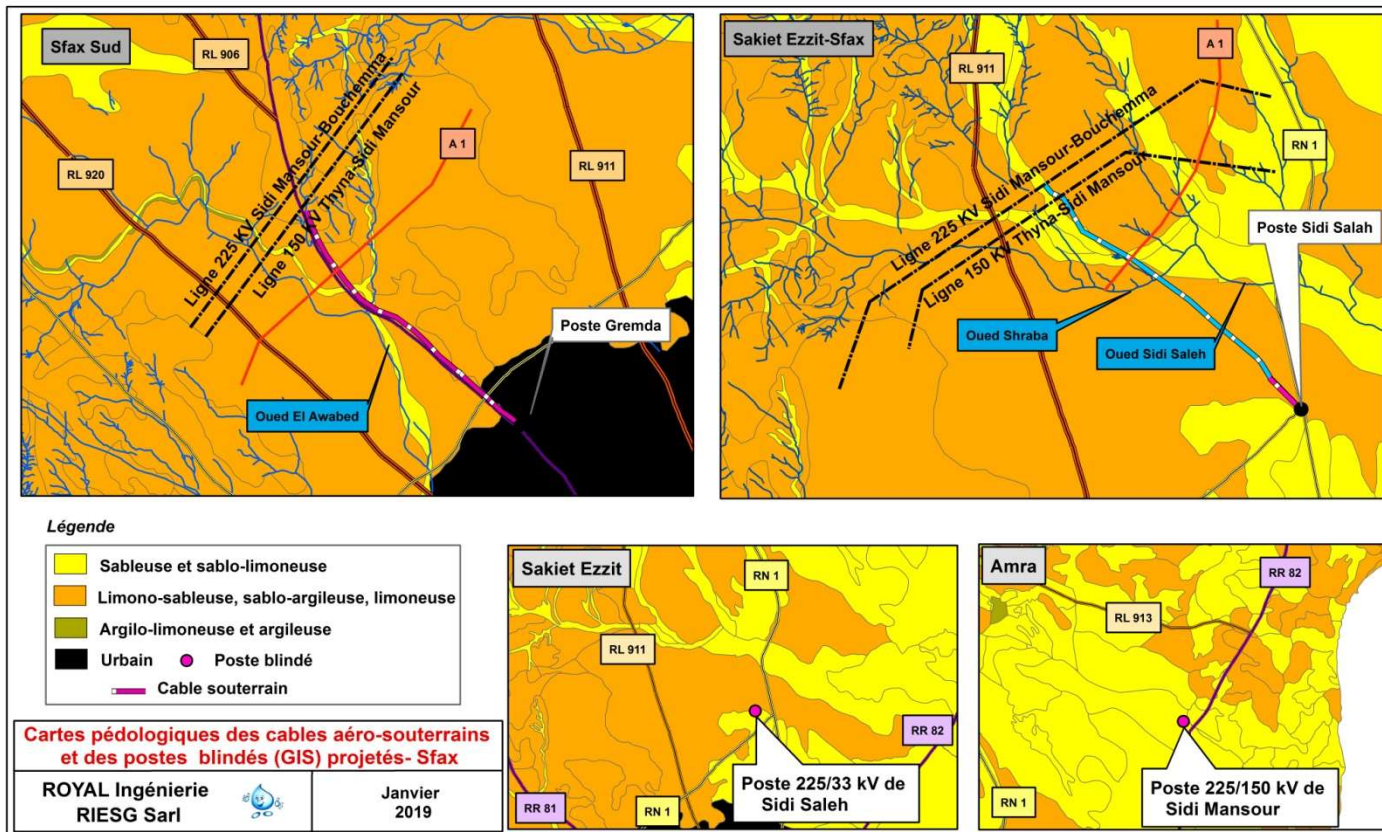 Sfax Sud
RL 906
A 1
RL 920
RL 911
Ligne 225 KV Sidi Mansour-Bouchemma
Ligne 150 KV Thyna-Sidi Mansour
Poste Gremda
Oued El Awabed
Sakiet Ezzit-Sfax
RL 911
A 1
RN 1
Ligne 225 KV Sidi Mansour-Bouchemma
Ligne 150 KV Thyna-Sidi Mansour
Poste Sidi Salah
Oued Shraba
Oued Sidi Saleh
Légende
Sableuse et sablo-limoneuse
Limono-sableuse, sablo-argileuse, limoneuse
Argilo-limoneuse et argileuse
Urbain
Poste blindé
Cable souterrain
Cartes pédologiques des cables aéro-souterrains
et des postes blindés (GIS) projetés- Sfax
ROYAL Ingénierie
RIESG Sarl
Janvier
2019
Sakiet Ezzit
RN 1
RL 911
RR 82
RR 81
RN 1
Poste 225/33 kV de
Sidi Saleh
Amra
RR 82
RL 913
RN 1
Poste 225/150 kV de
Sidi Mansour